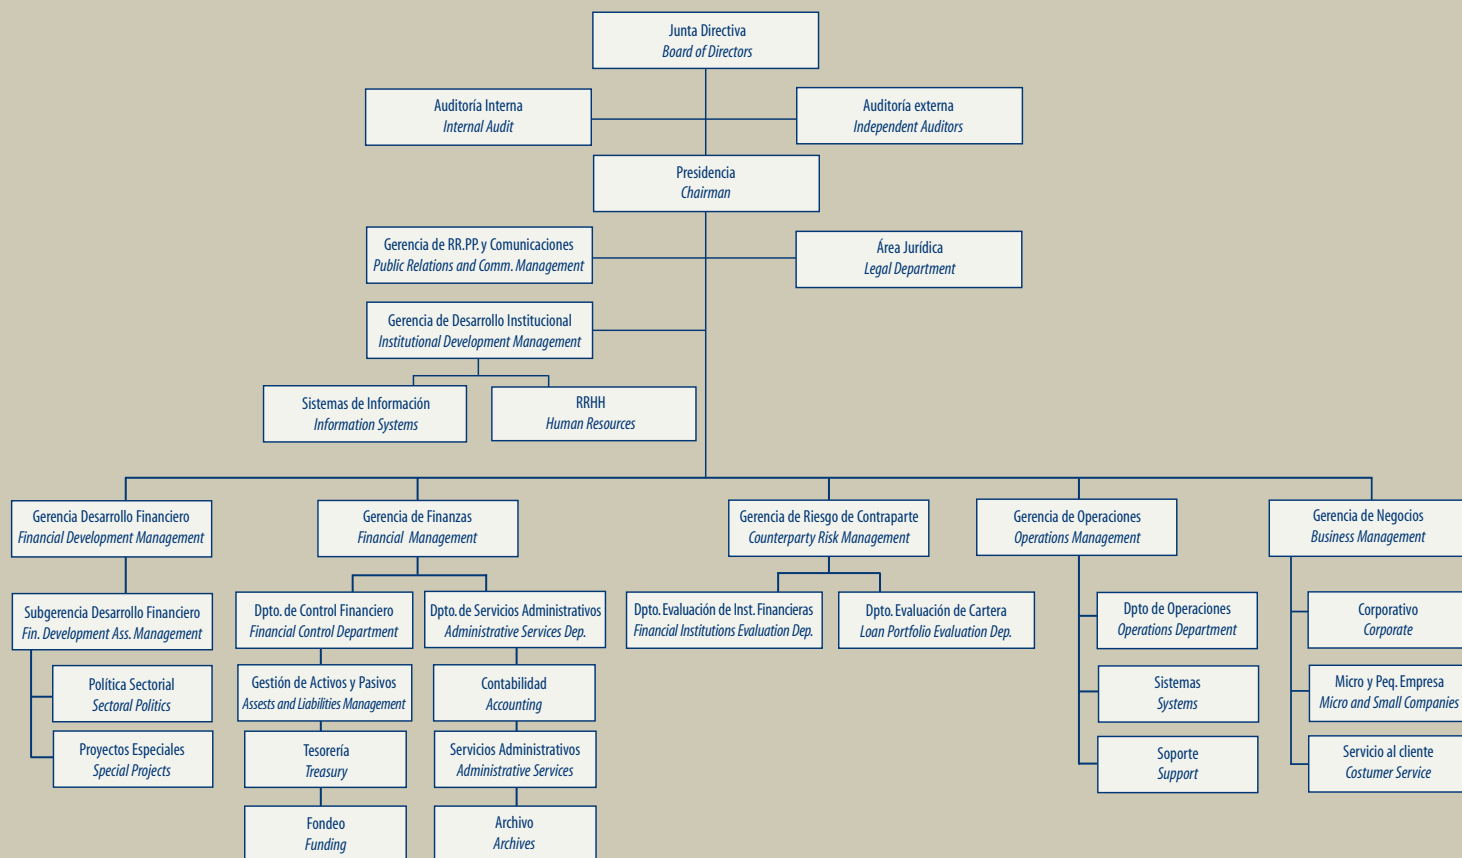 Junta Directiva
Board of Directors
Auditoría Interna
Internal Audit
Auditoría externa
Independent Auditors
Presidencia
Chairman
Gerencia de RR.PP. y Comunicaciones
Public Relations and Comm. Management
Área Jurídica
Legal Department
Gerencia de Desarrollo Institucional
Institutional Development Management
Sistemas de Información
Information Systems
RRHH
Human Resources
Gerencia Desarrollo Financiero
Financial Development Management
Gerencia de Finanzas
Financial Management
Gerencia de Riesgo de Contraparte
Counterparty Risk Management
Gerencia de Operaciones
Operations Management
Gerencia de Negocios
Business Management
Subgerencia Desarrollo Financiero
Fin. Development Ass. Management
Dpto. de Control Financiero
Financial Control Department
Dpto. de Servicios Administrativos
Administrative Services Dep.
Dpto. Evaluación de Inst. Financieras
Financial Institutions Evaluation Dep.
Dpto. Evaluación de Cartera
Loan Portfolio Evaluation Dep.
Dpto de Operaciones
Operations Department
Corporativo
Corporate
Política Sectorial
Sectoral Politics
Gestión de Activos y Pasivos
Assests and Liabilities Management
Contabilidad
Accounting
Sistemas
Systems
Micro y Peq. Empresa
Micro and Small Companies
Proyectos Especiales
Special Projects
Tesorería
Treasury
Servicios Administrativos
Administrative Services
Soporte
Support
Servicio al cliente
Costumer Service
Fondeo
Funding
Archivo
Archives